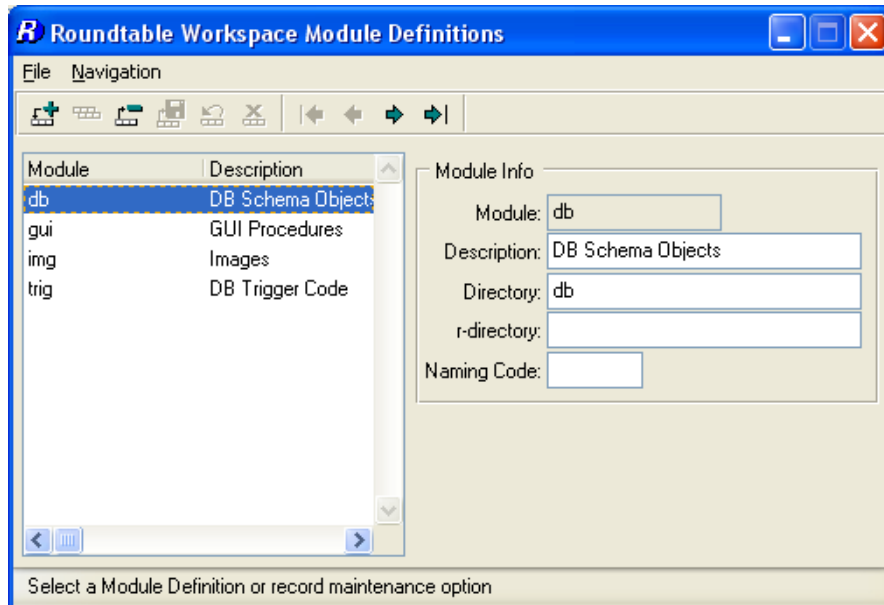 Roundtable Workspace Module Definitions
File Navigation
Module Description
db DB Schema Objects
gui GUI Procedures
img Images
trig DB Trigger Code
Module Info
Module: db
Description: DB Schema Objects
Directory: db
r-directory:
Naming Code:
Select a Module Definition or record maintenance option